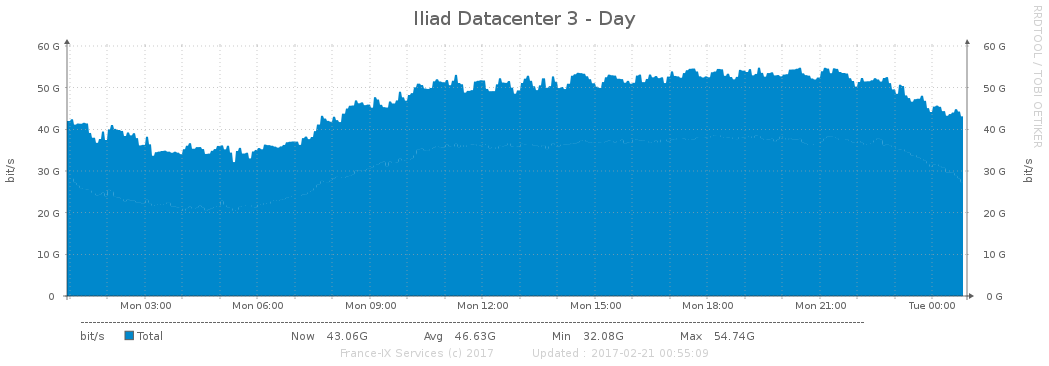 Iliad Datacenter 3 - Day
RRDTOOL / TOBI OETIKER
60 G 60 G
50 G 50 G
40 G 40 G
30 G 30 G
20 G 20 G
10 G 10 G
0 0 G
bit/s bit/s
Mon 03:00 Mon 06:00 Mon 09:00 Mon 12:00 Mon 15:00 Mon 18:00 Mon 21:00 Tue 00:00
bit/s Total Now 43.06G Avg 46.63G Min 32.08G Max 54.74G
France-IX Services (c) 2017 Updated : 2017-02-21 00:55:09